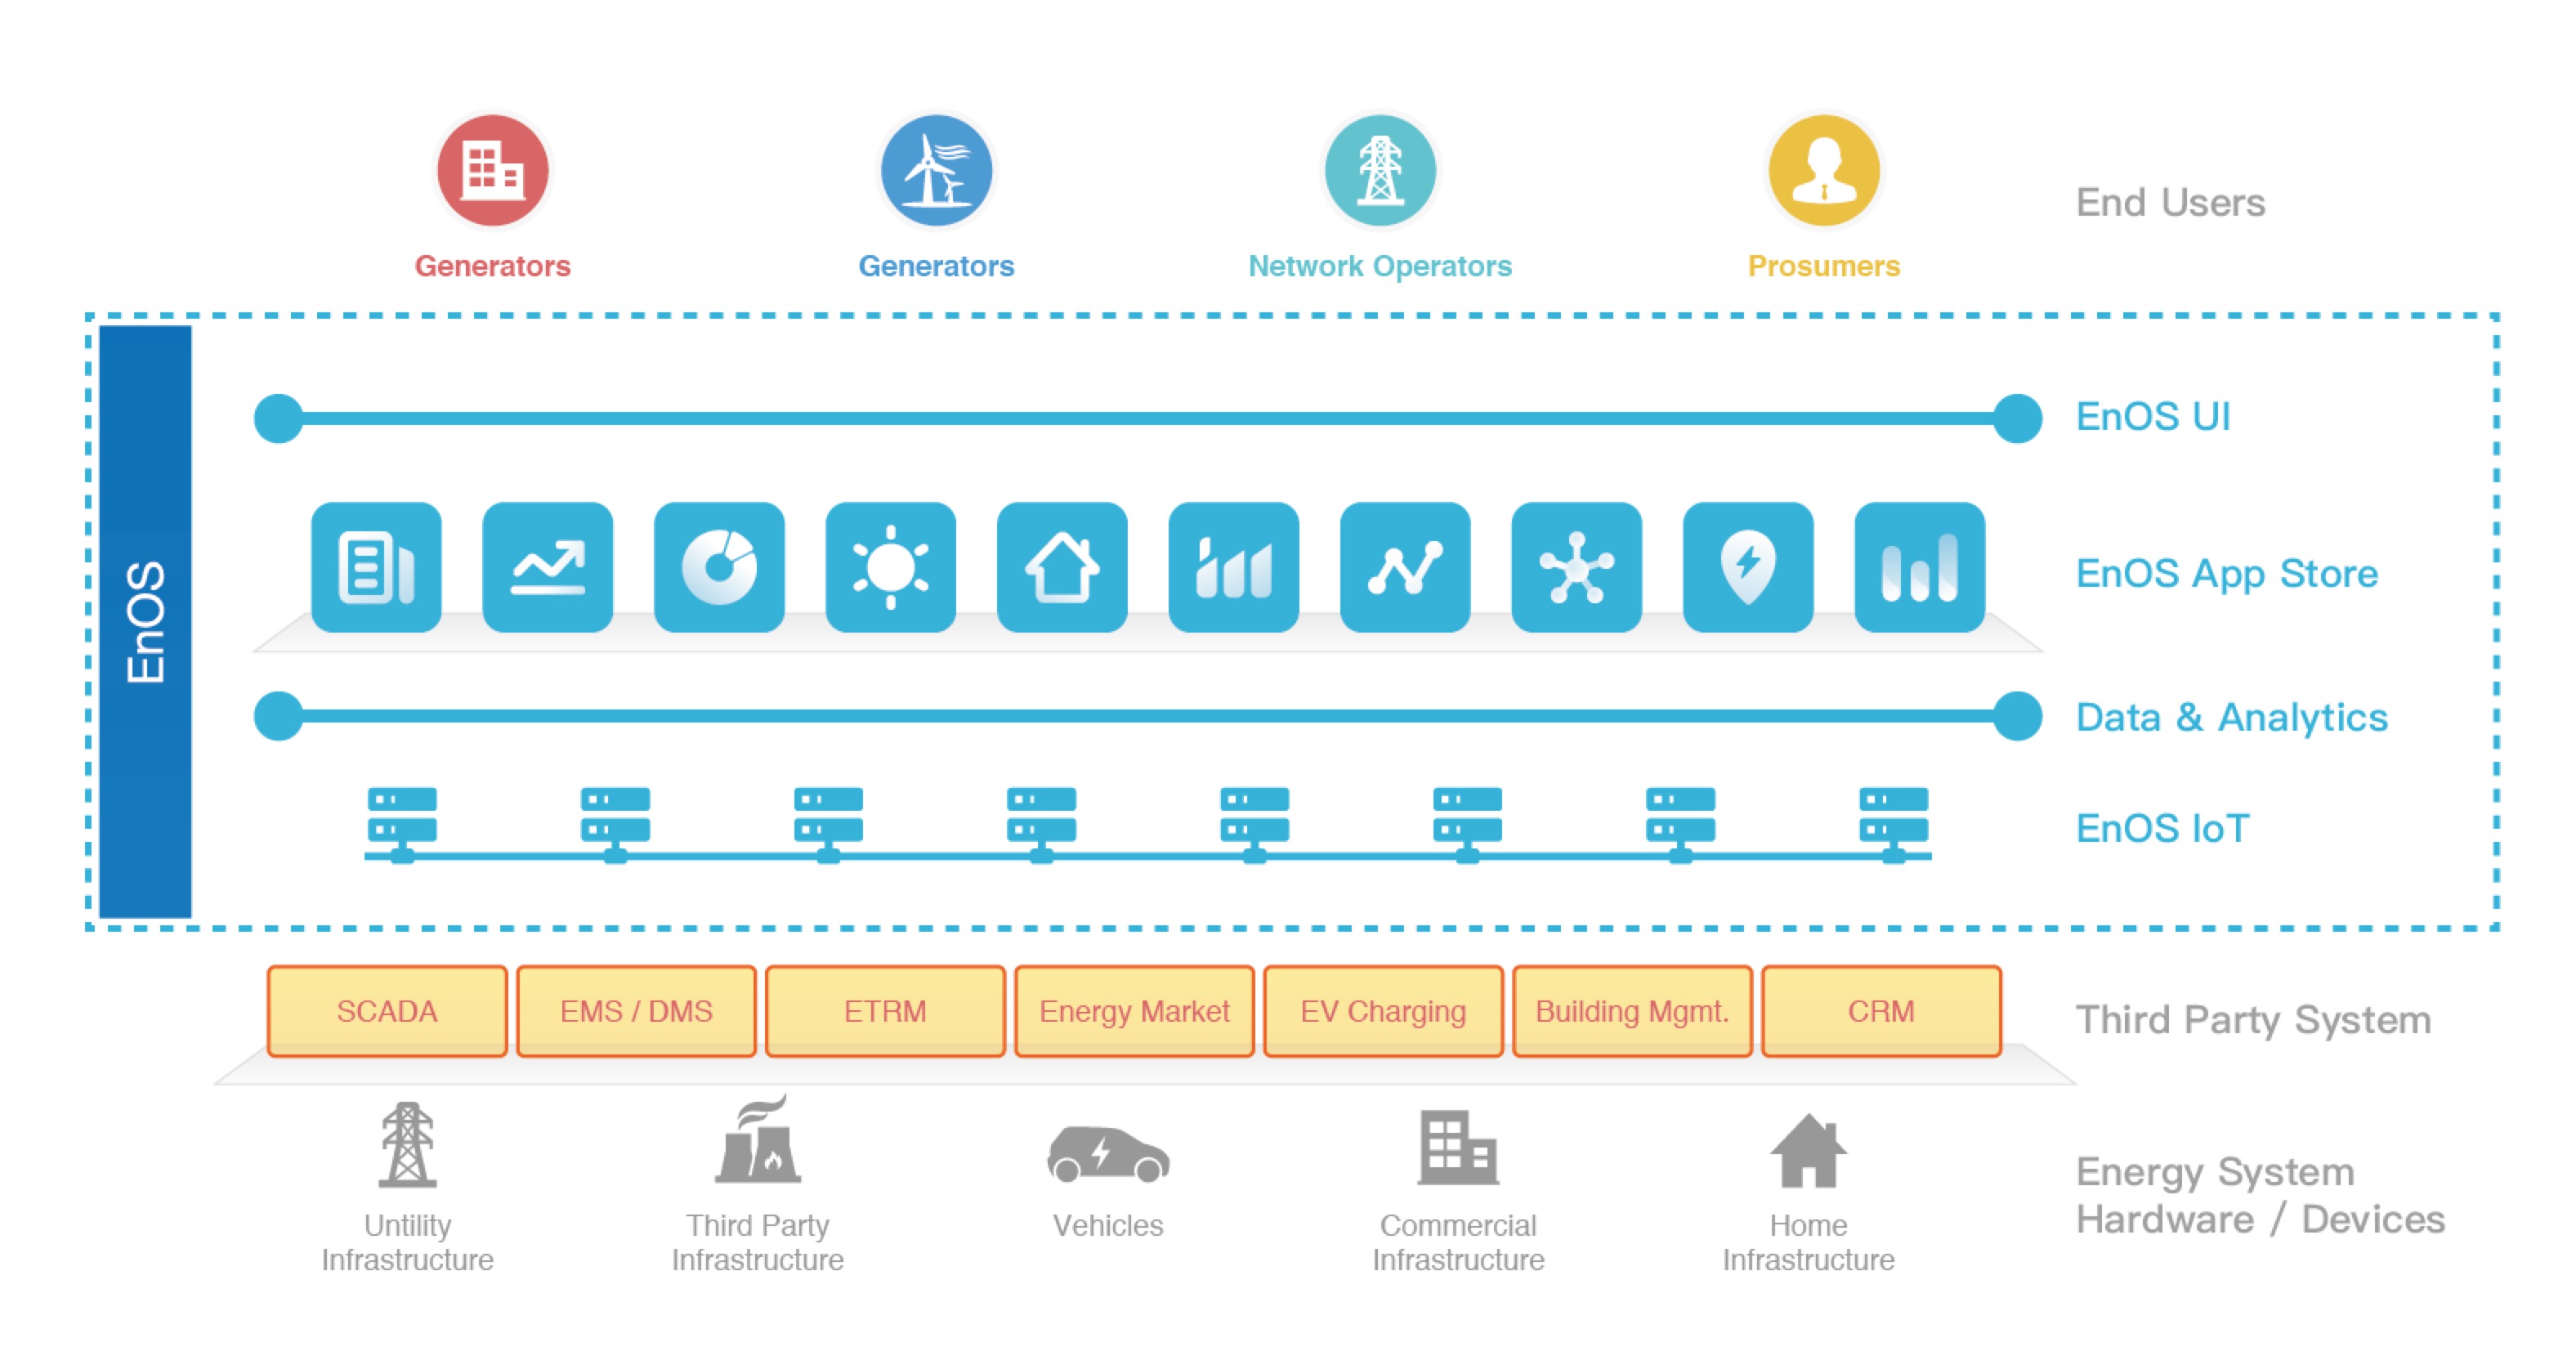 Generators
Generators
Network Operators
Prosumers
End Users
EnOS
EnOS UI
EnOS App Store
Data & Analytics
EnOS IoT
SCADA
EMS / DMS
ETRM
Energy Market
EV Charging
Building Mgmt.
CRM
Third Party System
Untility
Infrastructure
Third Party
Infrastructure
Vehicles
Commercial
Infrastructure
Home
Infrastructure
Energy System
Hardware / Devices